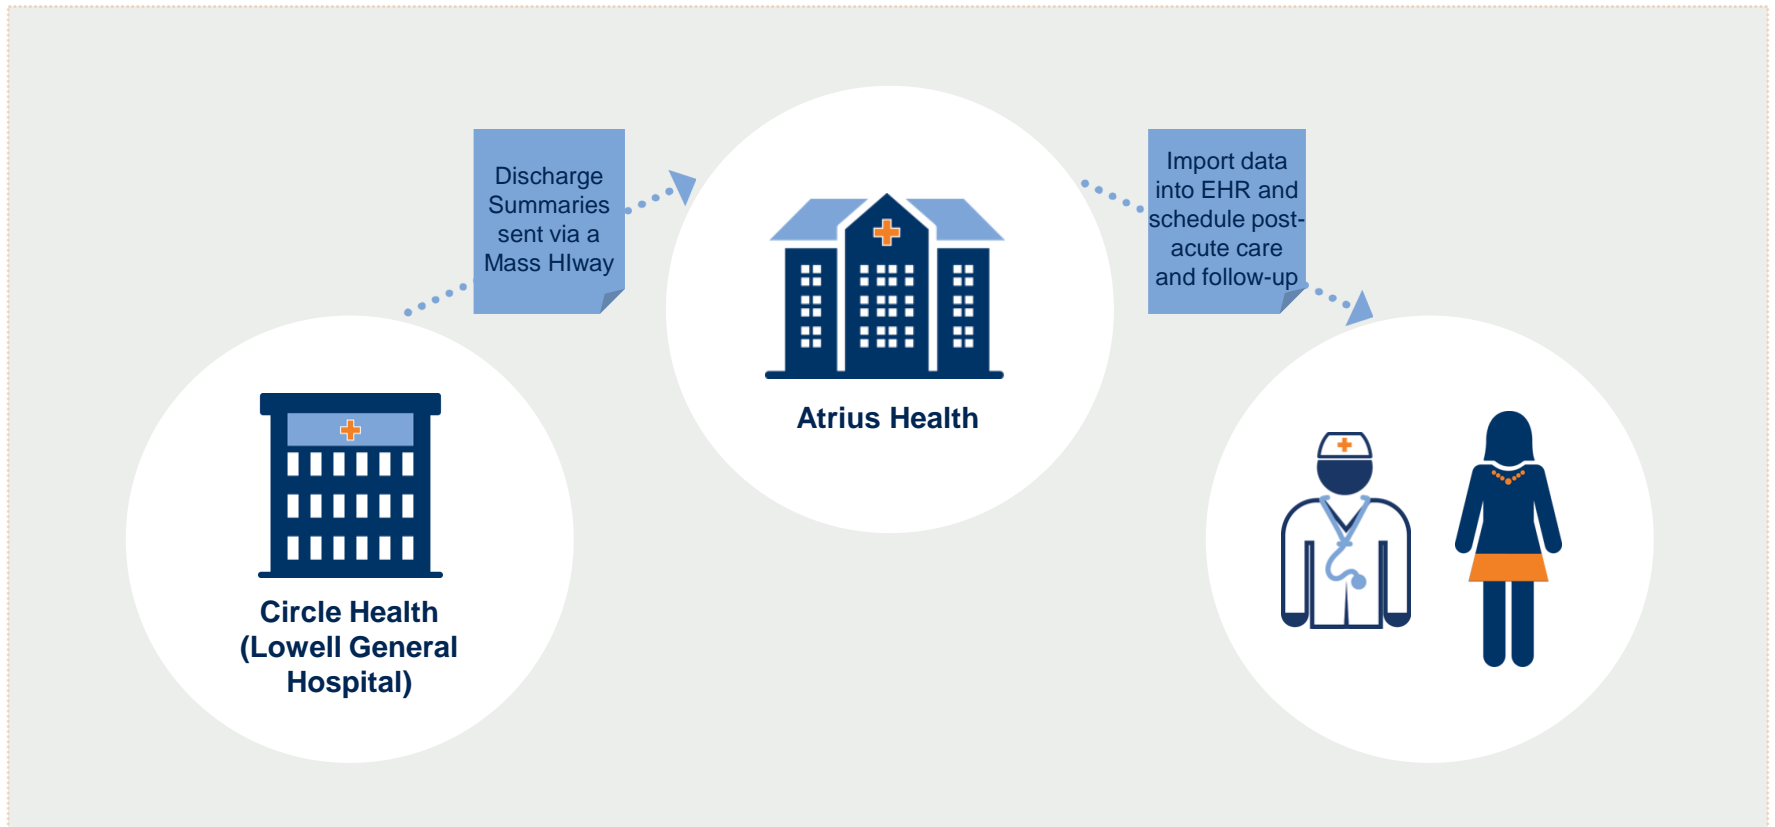 Discharge
Summaries
sent via a
Mass HIway
Import data
into EHR and
schedule post-
acute care
and follow-up
Atrius Health
Circle Health
(Lowell General
Hospital)